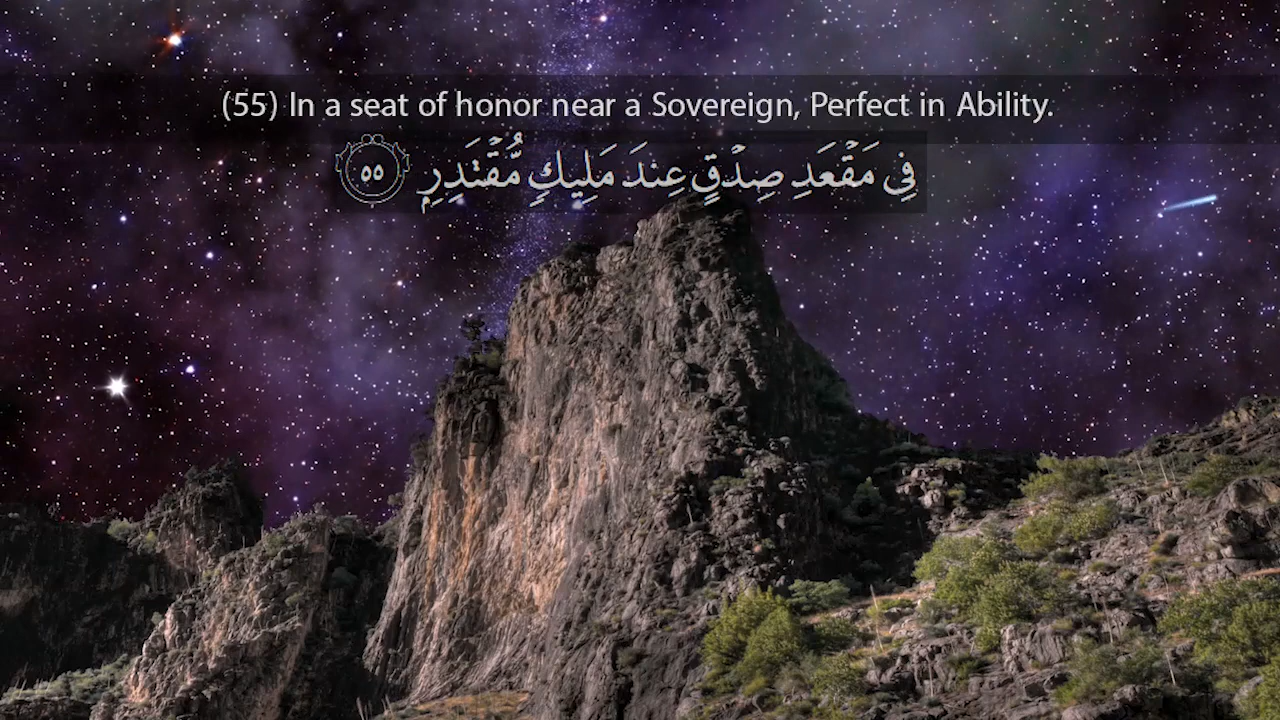 (55) In a seat of honor near a Sovereign, Perfect in Ability.
فِي مَقۡعَدِ صِدۡقٍ عِندَ مَلِيكٖ مُّقۡتَدِرِۭ ٥٥